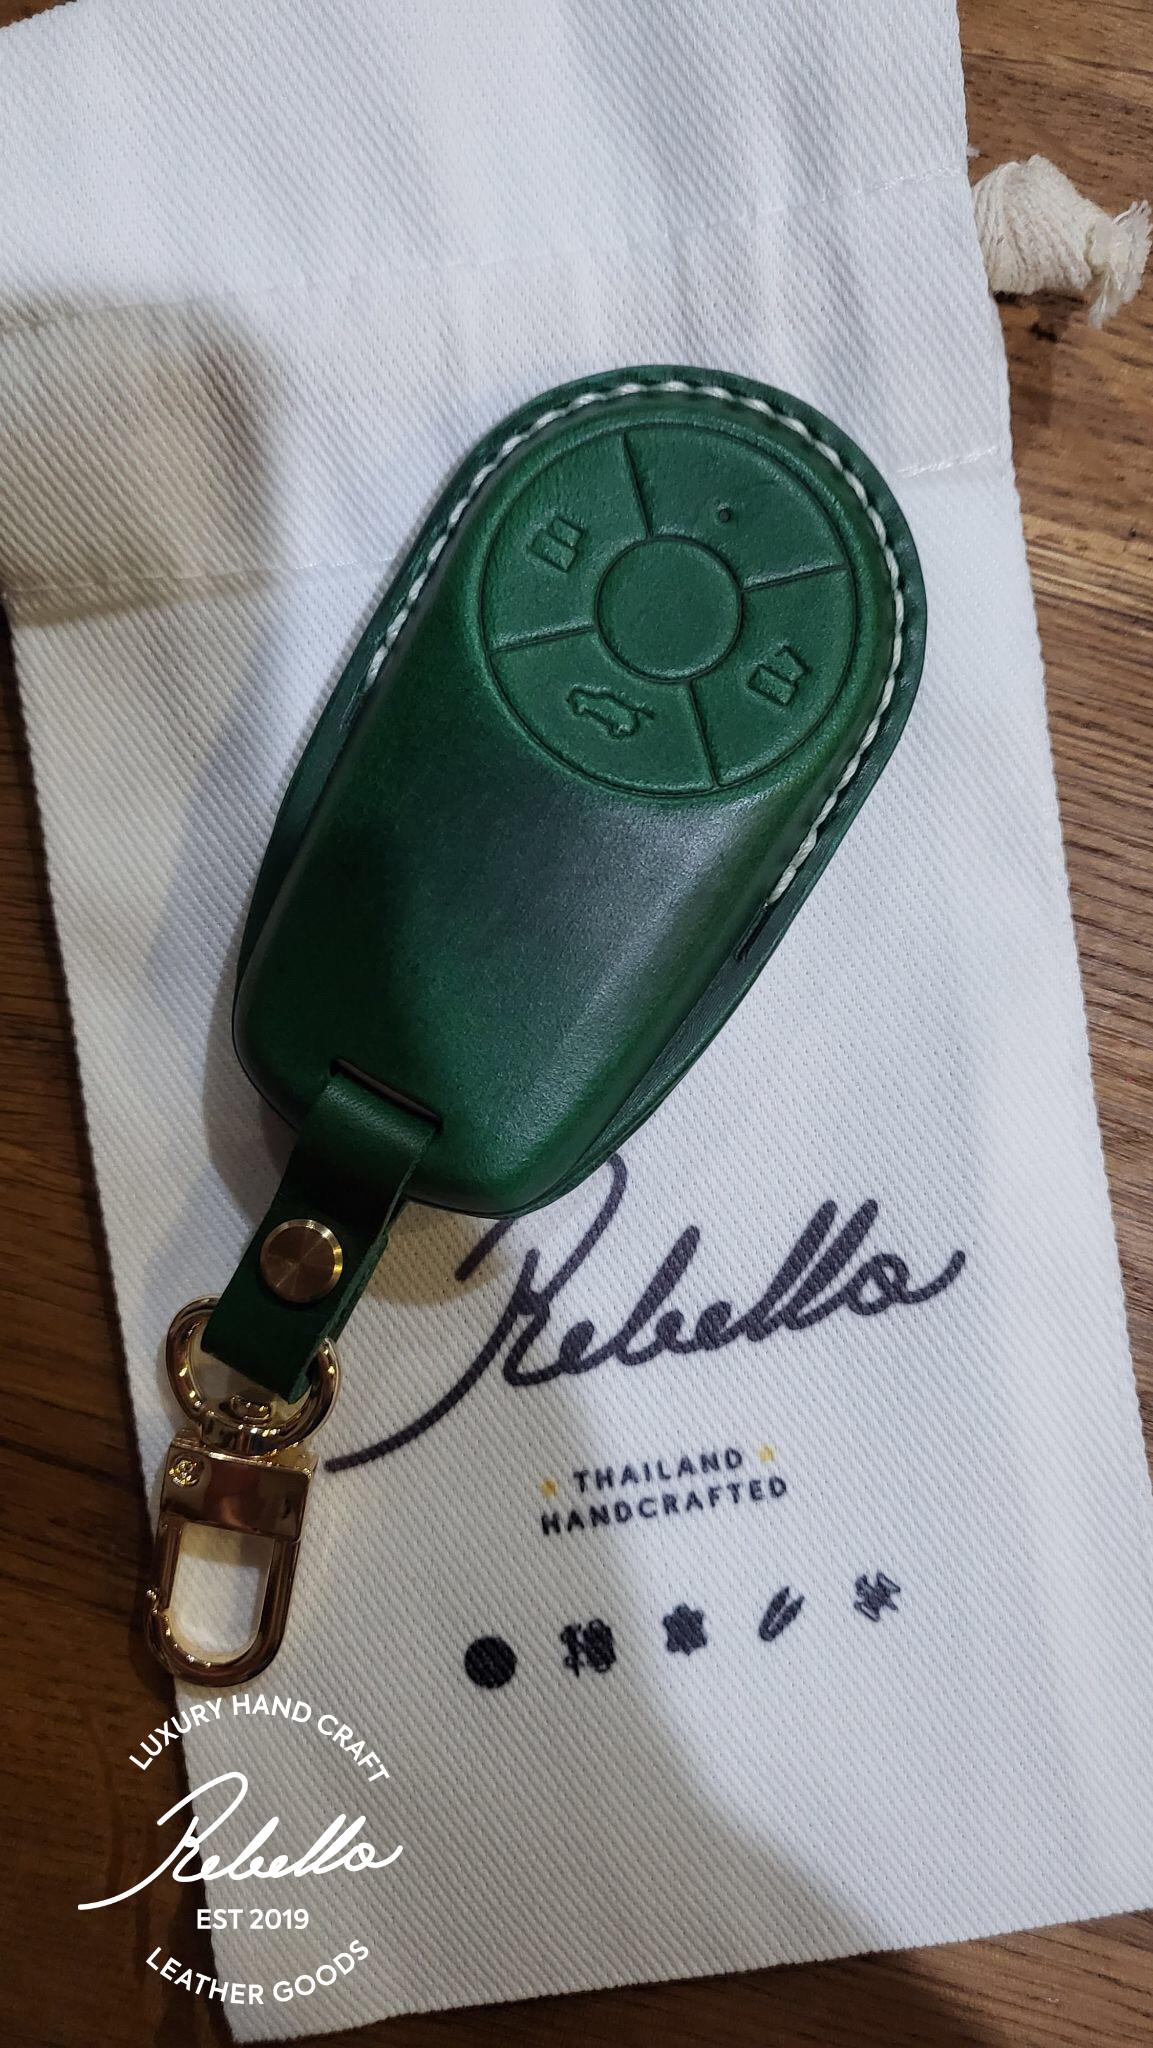 Rebello
THAILAND
HANDCRAFTED
LUXURY HAND CRAFT
Rebello
EST 2019
LEATHER GOODS